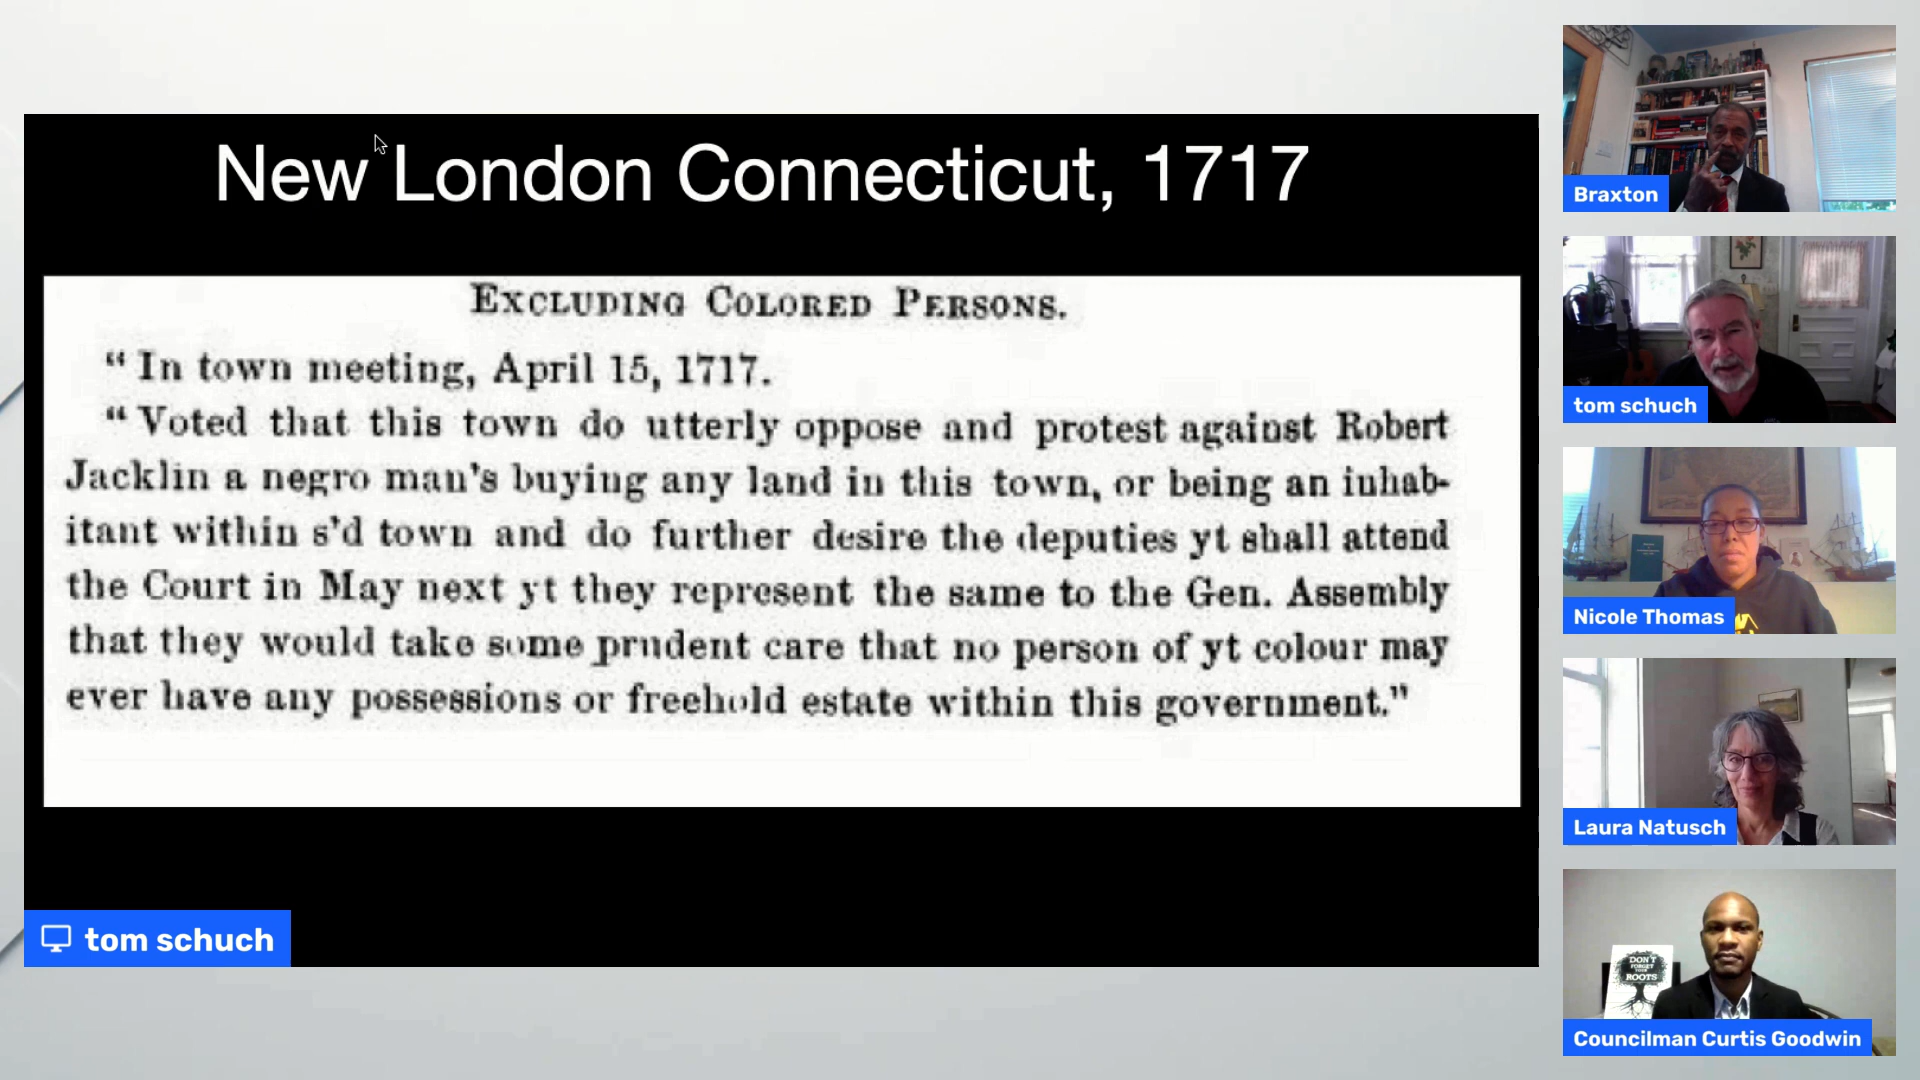 New London Connecticut, 1717
EXCLUDING COLORED PERSONS.
“In town meeting, April 15, 1717.
“Voted that this town do utterly oppose and protest against Robert
Jacklin a negro man's buying any land in this town, or being an inhab-
itant within s'd town and do further desire the deputies yt shall attend
the Court in May next yt they represent the same to the Gen. Assembly
that they would take some prudent care that no person of yt colour may
ever have any possessions or freehold estate within this government.”
tom schuch
Braxton
tom schuch
Nicole Thomas
Laura Natusch
DON'T
FORGET
YOUR
ROOTS
Councilman Curtis Goodwin